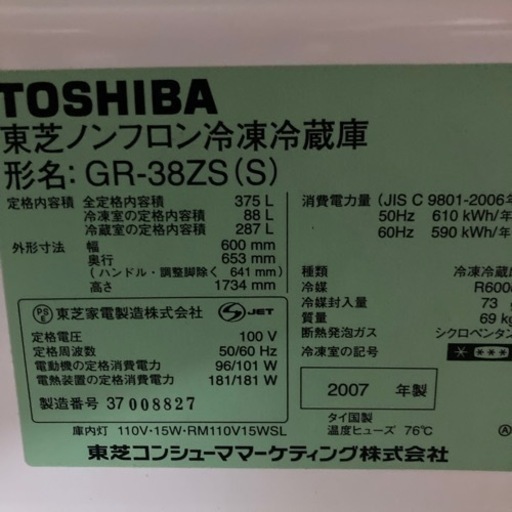 TOSHIBA
東芝ノンフロン冷凍冷蔵庫
形名: GR-38ZS(S)
定格内容積 全定格内容積 375 L
冷凍室の定格内容積 88 L
冷蔵室の定格内容積 287 L
外形寸法 幅 600 mm
奥行 653 mm
(ハンドル・調整脚除く 641 mm)
高さ 1734 mm
消費電力量 (JIS C 9801-2006年
50Hz 610 kWh/年
60Hz 590 kWh/年
種類 冷凍冷蔵庫
冷媒 R600a
冷媒封入量 73 g
質量 69 kg
断熱発泡ガス シクロペンタン
冷凍室の記号
PS E 東芝家電製造株式会社 S JET
定格電圧 100 V
定格周波数 50/60 Hz
電動機の定格消費電力 96/101 W
電熱装置の定格消費電力 181/181 W
製造番号 37008827
2007 年製
タイ国製
温度ヒューズ 76℃
庫内灯 110V・15W・RM110V15WSL
A
東芝コンシューママーケティング株式会社